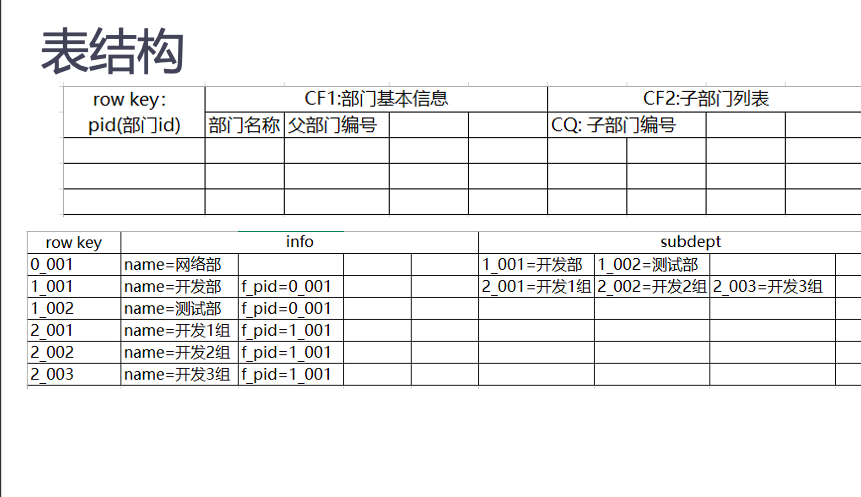 表结构
row key： CF1:部门基本信息 CF2:子部门列表
pid(部门id) 部门名称 父部门编号 CQ: 子部门编号
row key info subdept
0_001 name=网络部 1_001=开发部 1_002=测试部
1_001 name=开发部 f_pid=0_001 2_001=开发1组 2_002=开发2组 2_003=开发3组
1_002 name=测试部 f_pid=0_001
2_001 name=开发1组 f_pid=1_001
2_002 name=开发2组 f_pid=1_001
2_003 name=开发3组 f_pid=1_001